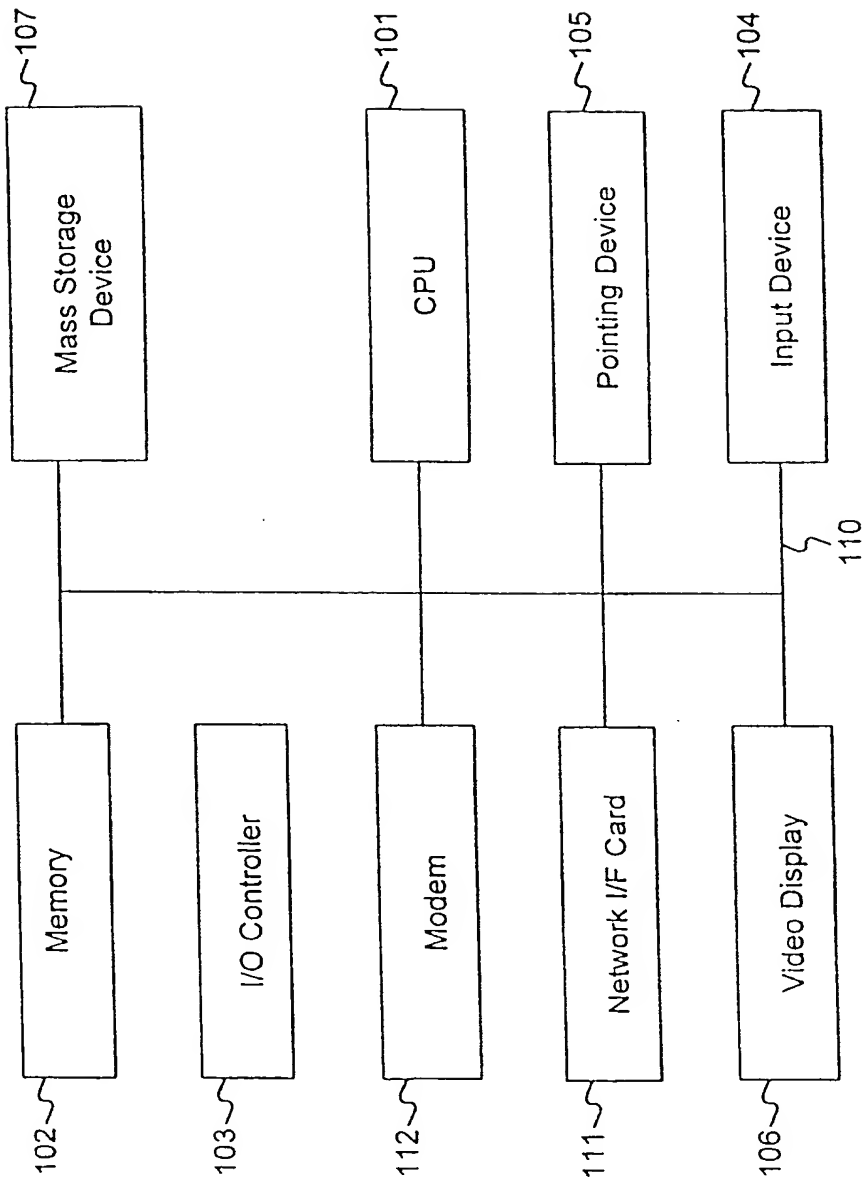 107
Mass Storage
Device
101
CPU
105
Pointing Device
104
Input Device
110
Memory
102
I/O Controller
103
Modem
112
Network I/F Card
111
Video Display
106